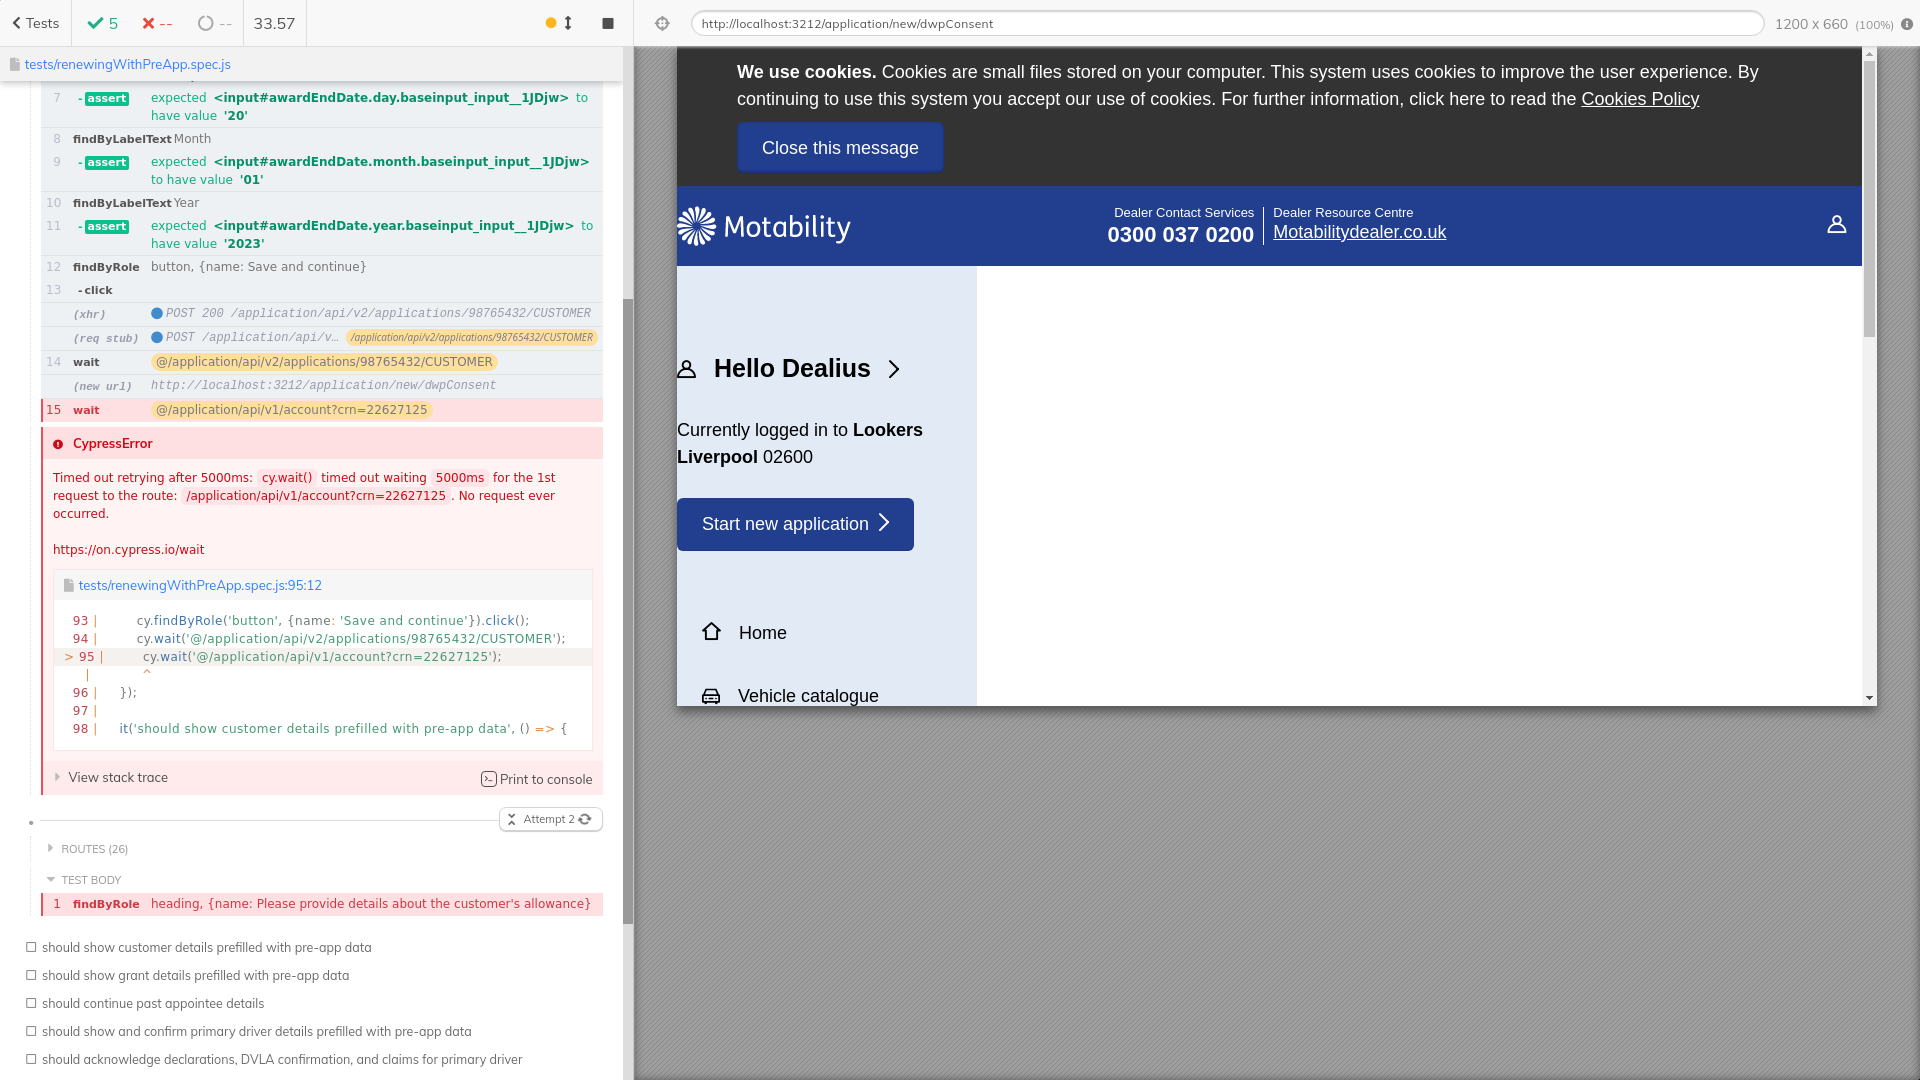 Tests
5
--
--
33.57
tests/renewingWithPreApp.spec.js
7 - assert expected <input#awardEndDate.day.baseinput_input__1JDjw> to
have value '20'
8 findByLabelText Month
9 - assert expected <input#awardEndDate.month.baseinput_input__1JDjw>
to have value '01'
10 findByLabelText Year
11 - assert expected <input#awardEndDate.year.baseinput_input__1JDjw> to
have value '2023'
12 findByRole button, {name: Save and continue}
13 - click
(xhr) POST 200 /application/api/v2/applications/98765432/CUSTOMER
(req stub) POST /application/api/v… /application/api/v2/applications/98765432/CUSTOMER
14 wait @/application/api/v2/applications/98765432/CUSTOMER
(new url) http://localhost:3212/application/new/dwpConsent
15 wait @/application/api/v1/account?crn=22627125
CypressError
Timed out retrying after 5000ms: cy.wait() timed out waiting 5000ms for the 1st
request to the route: /application/api/v1/account?crn=22627125 . No request ever
occurred.
https://on.cypress.io/wait
tests/renewingWithPreApp.spec.js:95:12
93 | cy.findByRole('button', {name: 'Save and continue'}).click();
94 | cy.wait('@/application/api/v2/applications/98765432/CUSTOMER');
> 95 | cy.wait('@/application/api/v1/account?crn=22627125');
| ^
96 | });
97 |
98 | it('should show customer details prefilled with pre-app data', () => {
View stack trace
Print to console
Attempt 2
ROUTES (26)
TEST BODY
1 findByRole heading, {name: Please provide details about the customer's allowance}
should show customer details prefilled with pre-app data
should show grant details prefilled with pre-app data
should continue past appointee details
should show and confirm primary driver details prefilled with pre-app data
should acknowledge declarations, DVLA confirmation, and claims for primary driver
http://localhost:3212/application/new/dwpConsent
1200 x 660 (100%)
We use cookies. Cookies are small files stored on your computer. This system uses cookies to improve the user experience. By
continuing to use this system you accept our use of cookies. For further information, click here to read the Cookies Policy
Close this message
Motability
Dealer Contact Services
0300 037 0200
Dealer Resource Centre
Motabilitydealer.co.uk
Hello Dealius
Currently logged in to Lookers
Liverpool 02600
Start new application
Home
Vehicle catalogue